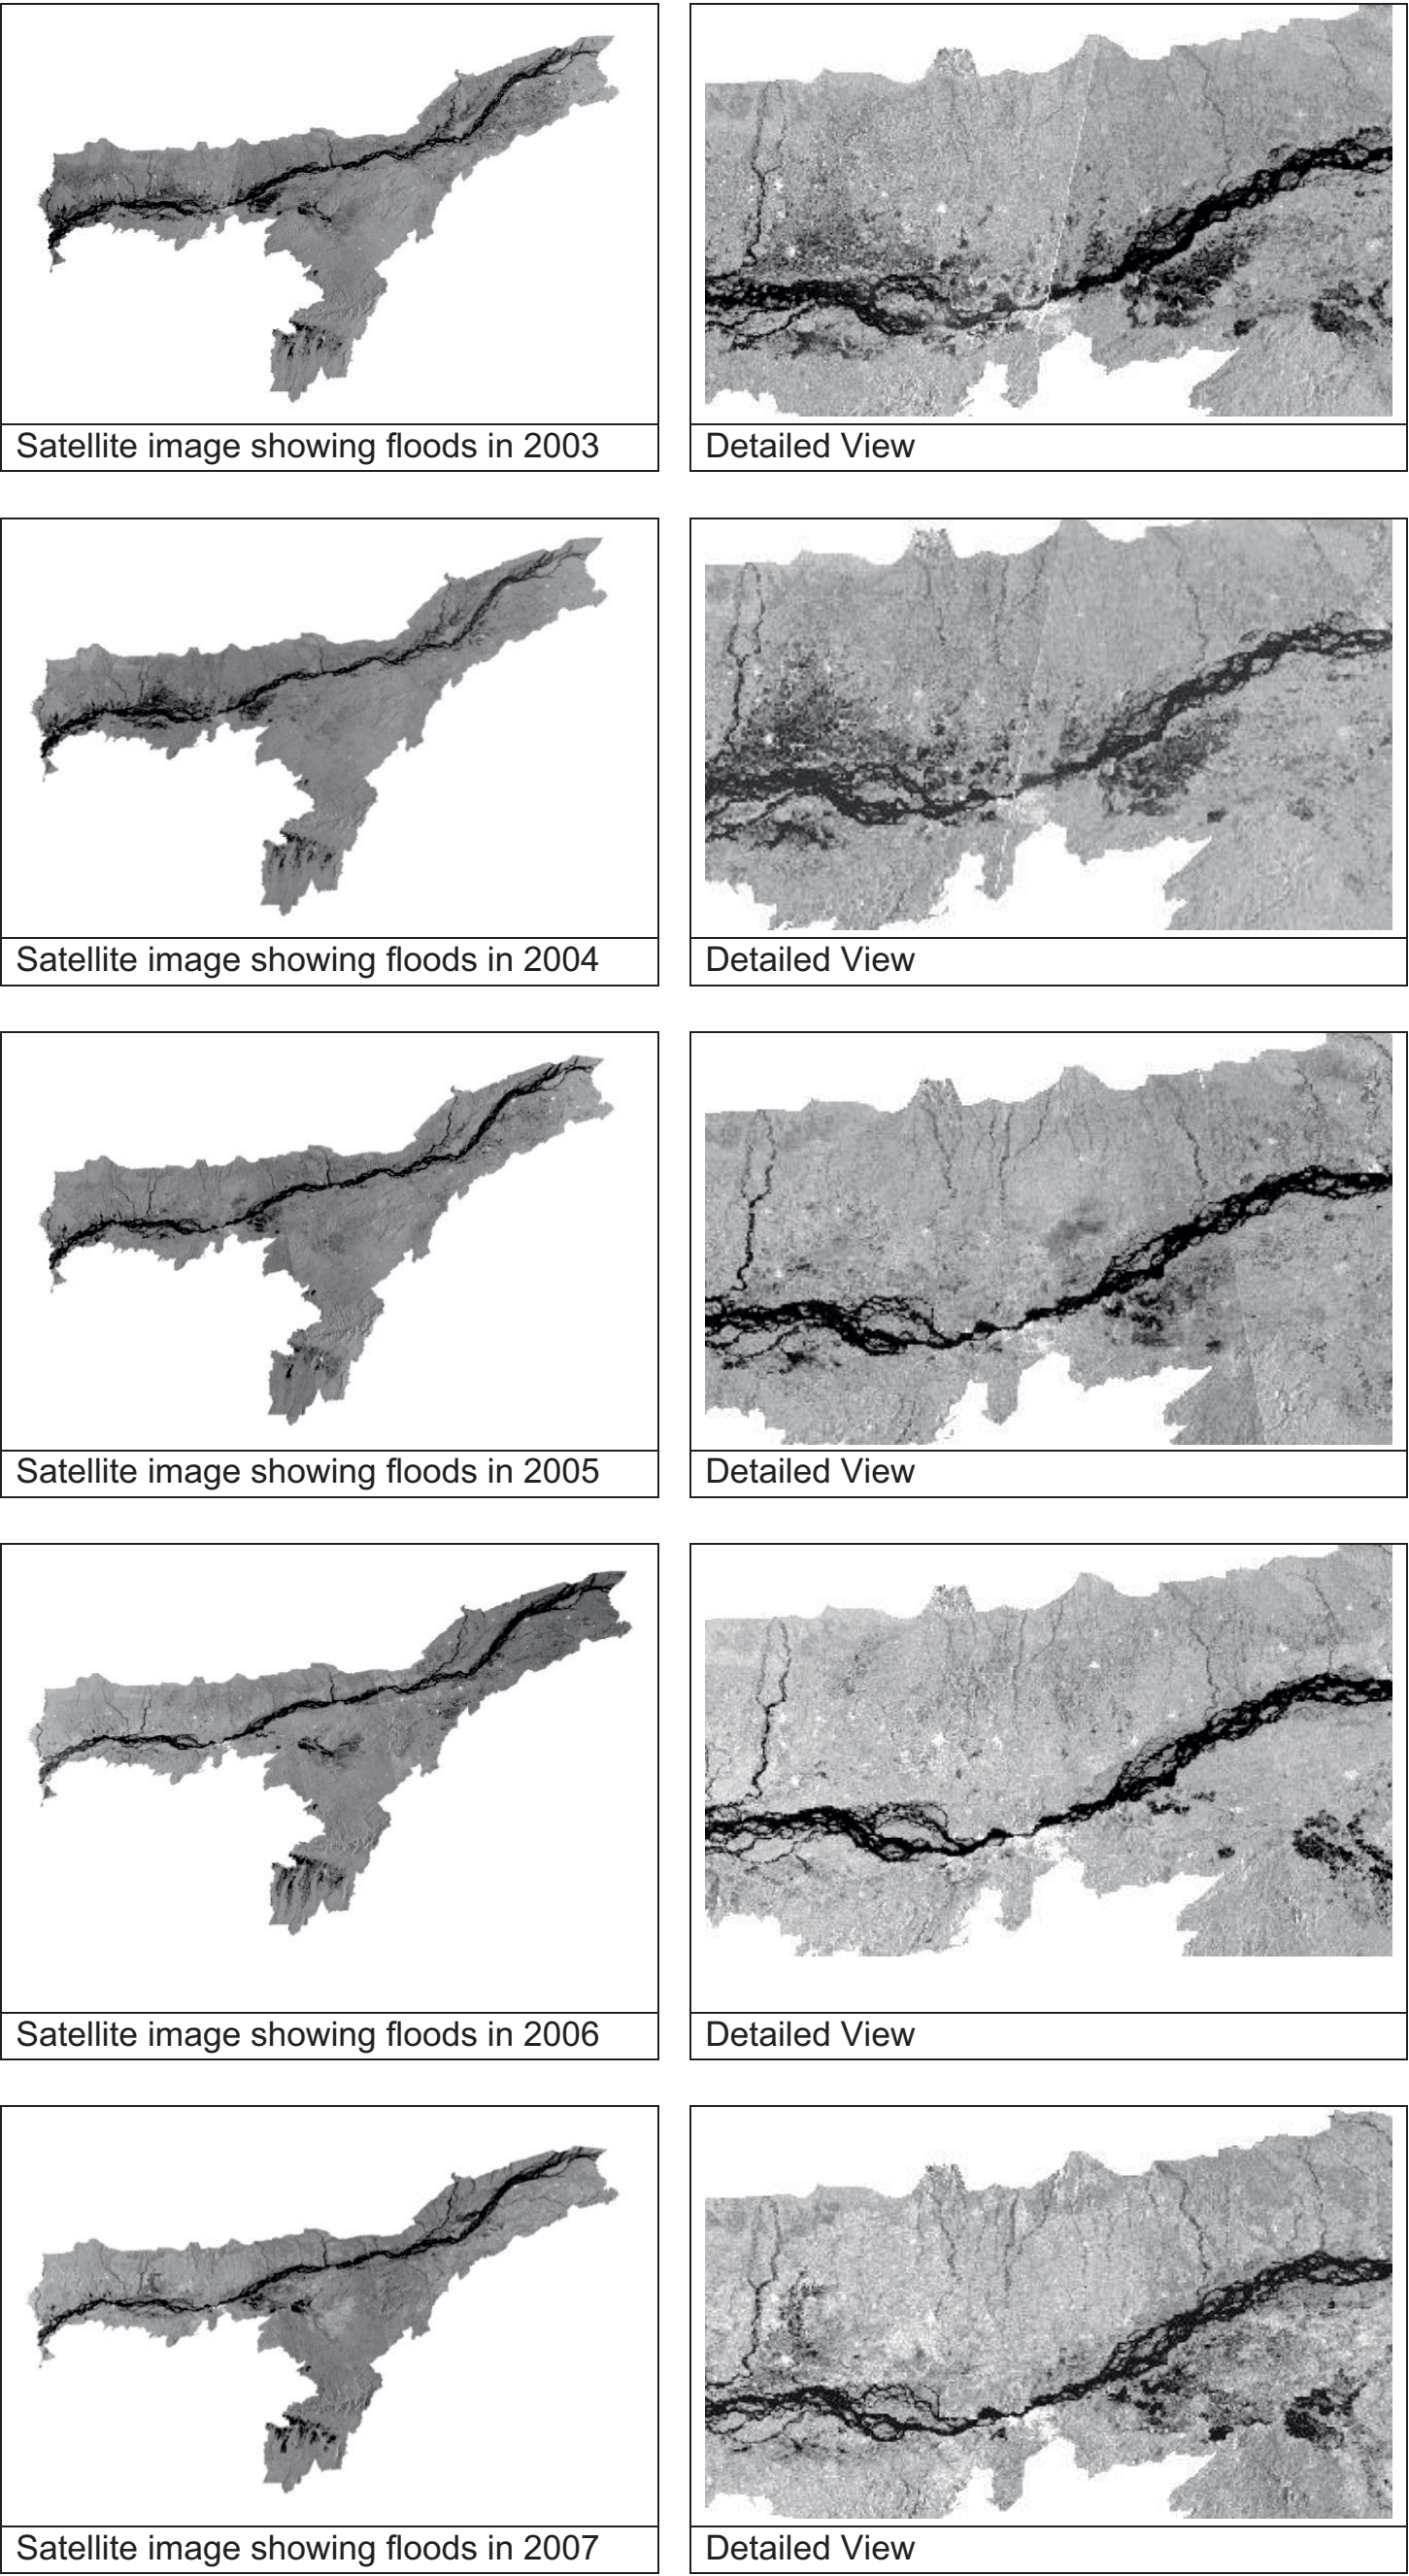 Satellite image showing floods in 2003
Detailed View
Satellite image showing floods in 2004
Detailed View
Satellite image showing floods in 2005
Detailed View
Satellite image showing floods in 2006
Detailed View
Satellite image showing floods in 2007
Detailed View